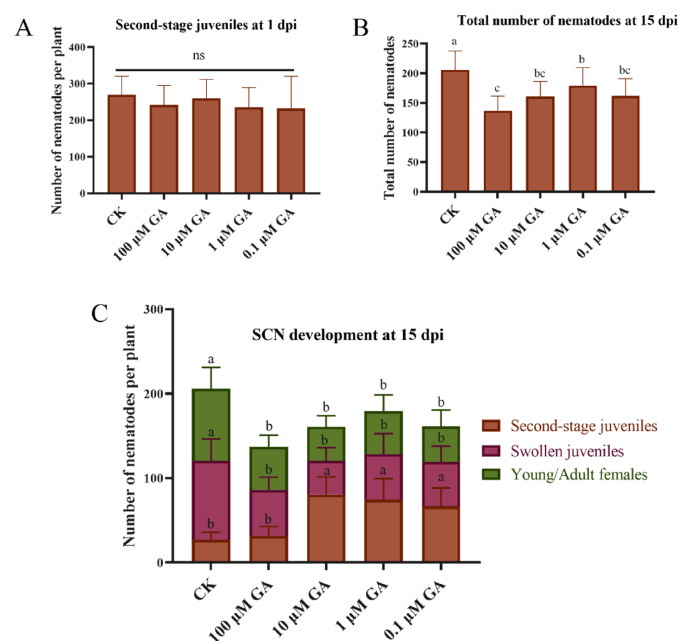 A
Second-stage juveniles at 1 dpi
Number of nematodes per plant
400
300
200
100
0
ns
CK
100 μM GA
10 μM GA
1 μM GA
0.1 μM GA
B
Total number of nematodes at 15 dpi
Total number of nematodes
250
200
150
100
50
0
a
c
bc
b
bc
CK
100 μM GA
10 μM GA
1 μM GA
0.1 μM GA
C
SCN development at 15 dpi
Number of nematodes per plant
300
200
100
0
a
b
b
b
b
a
b
b
b
b
b
b
a
a
a
CK
100 μM GA
10 μM GA
1 μM GA
0.1 μM GA
Second-stage juveniles
Swollen juveniles
Young/Adult females